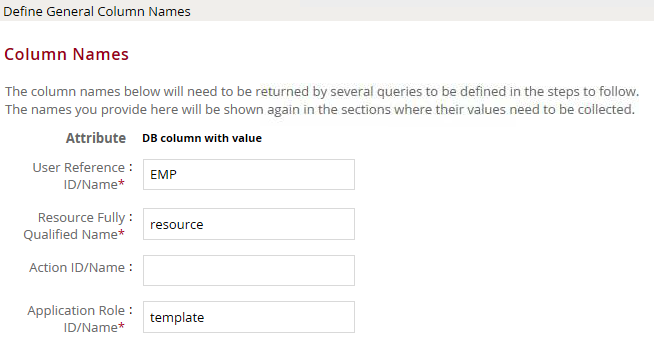 Define General Column Names
Column Names
The column names below will need to be returned by several queries to be defined in the steps to follow.
The names you provide here will be shown again in the sections where their values need to be collected.
Attribute DB column with value
User Reference :
ID/Name* EMP
Resource Fully :
Qualified Name* resource
Action ID/Name :
Application Role :
ID/Name* template